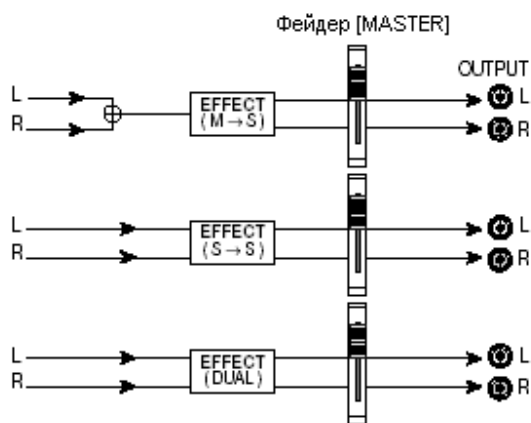 Фейдер [MASTER]
OUTPUT
L
R
EFFECT
(M→S)
L
R
L
R
EFFECT
(S→S)
L
R
L
R
EFFECT
(DUAL)
L
R